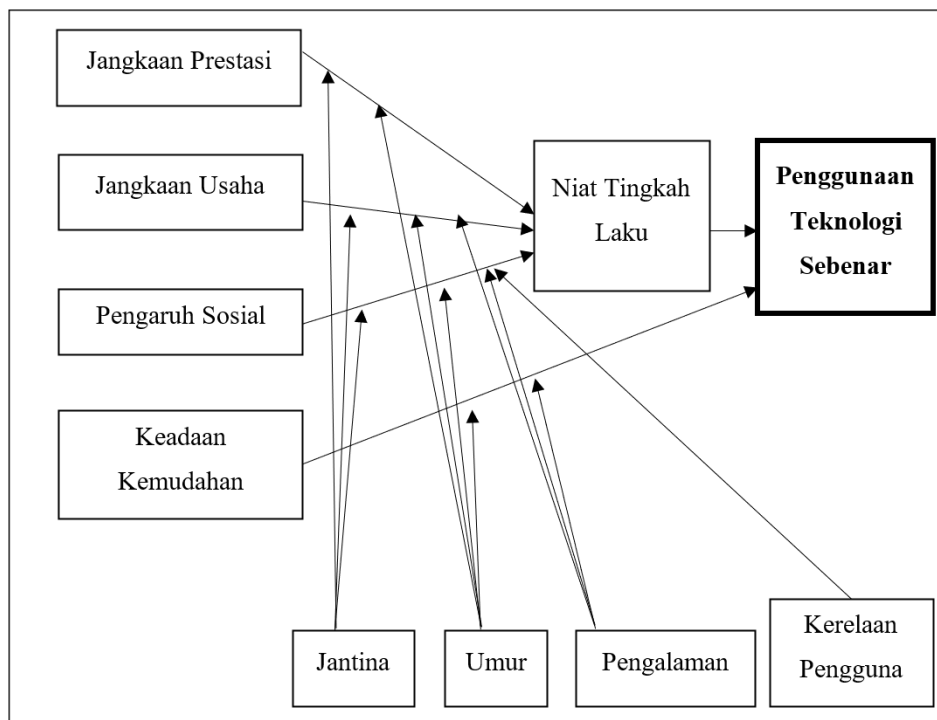 Jangkaan Prestasi
Jangkaan Usaha
Pengaruh Sosial
Keadaan
Kemudahan
Niat Tingkah
Laku
Penggunaan
Teknologi
Sebenar
Jantina
Umur
Pengalaman
Kerelaan
Pengguna